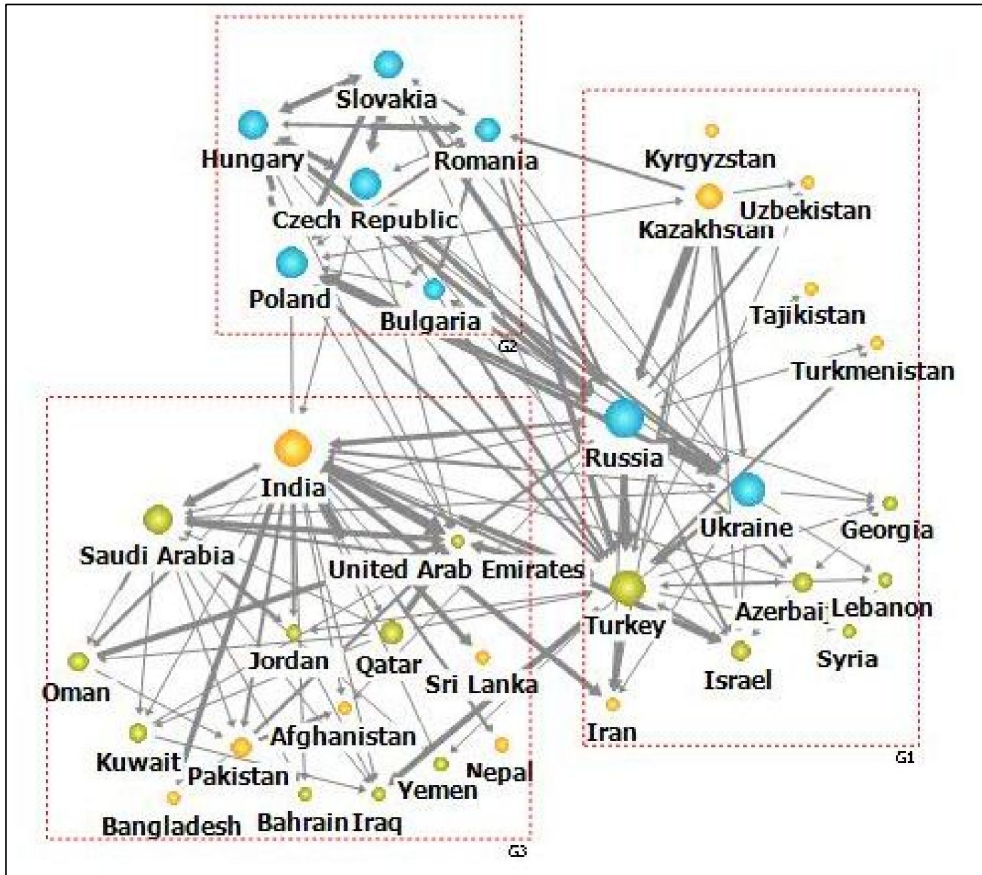 Slovakia
Hungary
Romania
Czech Republic
Poland
Bulgaria
G2
Kyrgyzstan
Uzbekistan
Kazakhstan
Tajikistan
Turkmenistan
Russia
Ukraine
Georgia
Azerbaij
Lebanon
Turkey
Syria
Israel
Iran
G1
India
Saudi Arabia
United Arab Emirates
Jordan
Qatar
Sri Lanka
Oman
Afghanistan
Kuwait
Pakistan
Nepal
Yemen
Bangladesh
Bahrain
Iraq
G3